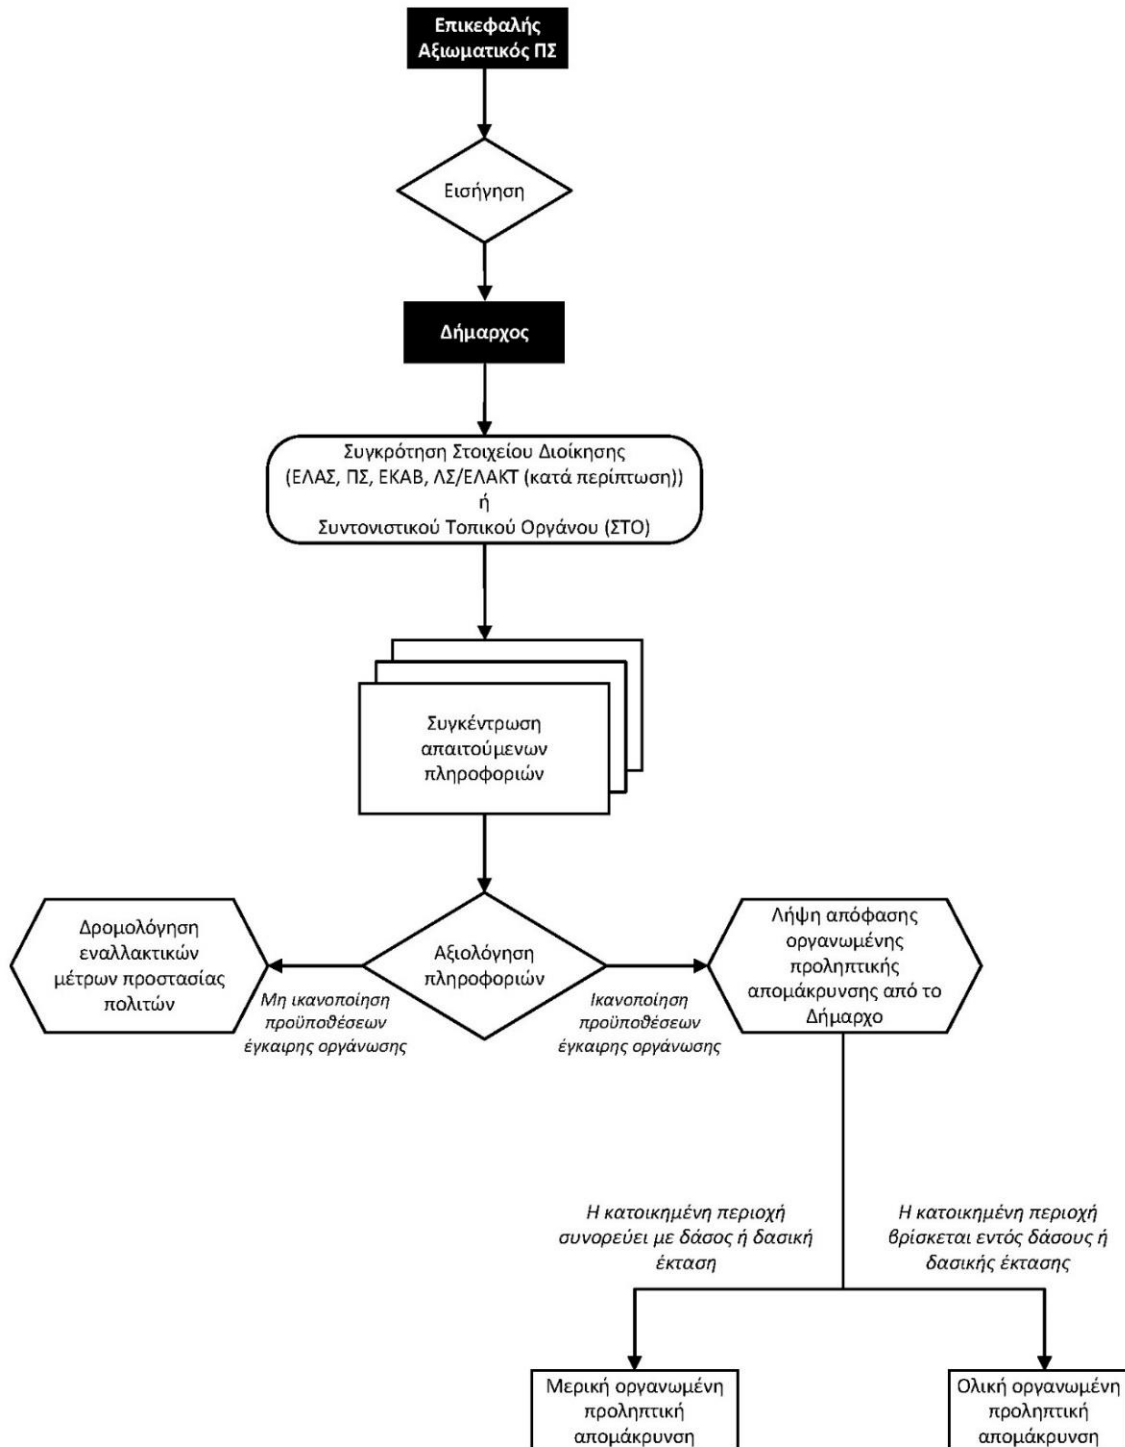 Επικεφαλής
Αξιωματικός ΠΣ
Εισήγηση
Δήμαρχος
Συγκρότηση Στοιχείου Διοίκησης
(ΕΛΑΣ, ΠΣ, ΕΚΑΒ, ΛΣ/ΕΛΑΚΤ (κατά περίπτωση))
ή
Συντονιστικού Τοπικού Οργάνου (ΣΤΟ)
Συγκέντρωση
απαιτούμενων
πληροφοριών
Δρομολόγηση
εναλλακτικών
μέτρων προστασίας
πολιτών
Μη ικανοποίηση
προϋποθέσεων
έγκαιρης οργάνωσης
Αξιολόγηση
πληροφοριών
Ικανοποίηση
προϋποθέσεων
έγκαιρης οργάνωσης
Λήψη απόφασης
οργανωμένης
προληπτικής
απομάκρυνσης από το
Δήμαρχο
Η κατοικημένη περιοχή
συνορεύει με δάσος ή δασική
έκταση
Η κατοικημένη περιοχή
βρίσκεται εντός δάσους ή
δασικής έκτασης
Μερική οργανωμένη
προληπτική
απομάκρυνση
Ολική οργανωμένη
προληπτική
απομάκρυνση